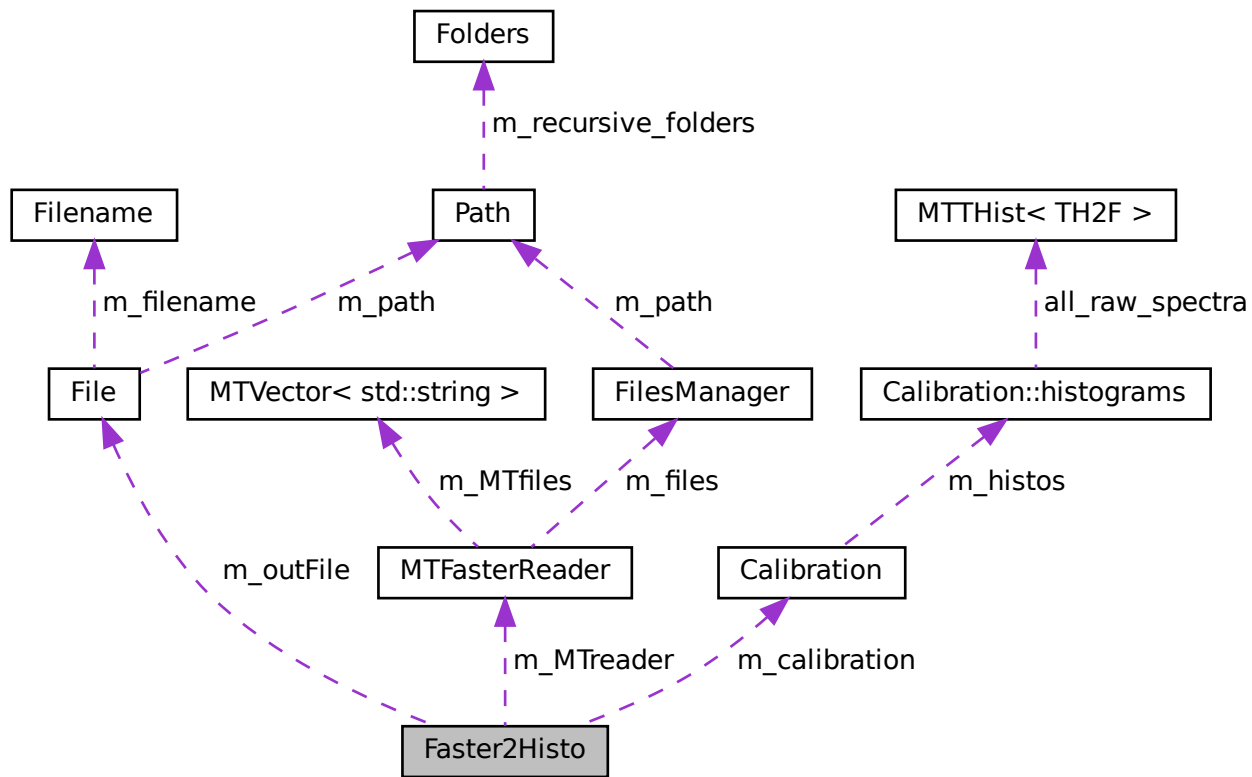 Folders
m_recursive_folders
Filename
Path
MTTHist< TH2F >
m_filename
m_path
m_path
all_raw_spectra
File
MTVector< std::string >
FilesManager
Calibration::histograms
m_MTfiles
m_files
m_histos
m_outFile
MTFasterReader
Calibration
m_MTreader
m_calibration
Faster2Histo